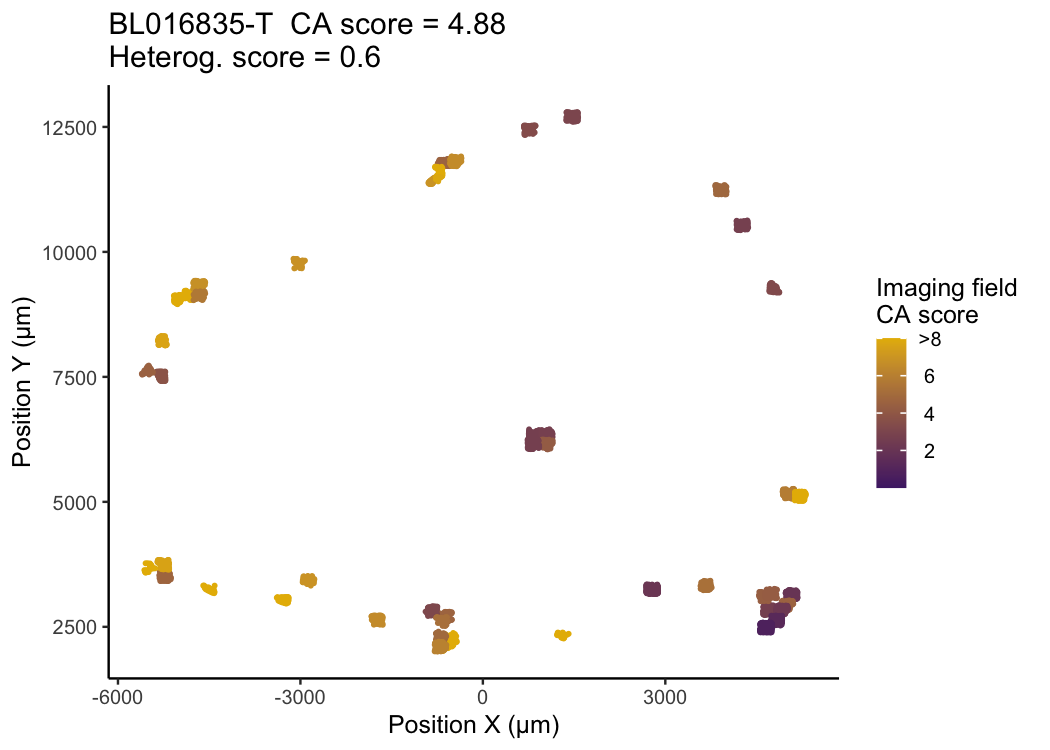 BL016835-T  CA score = 4.88
Heterog. score = 0.6
12500
10000
7500
5000
2500
Position Y (µm)
-6000
-3000
0
3000
Position X (µm)
Imaging field
CA score
>8
6
4
2